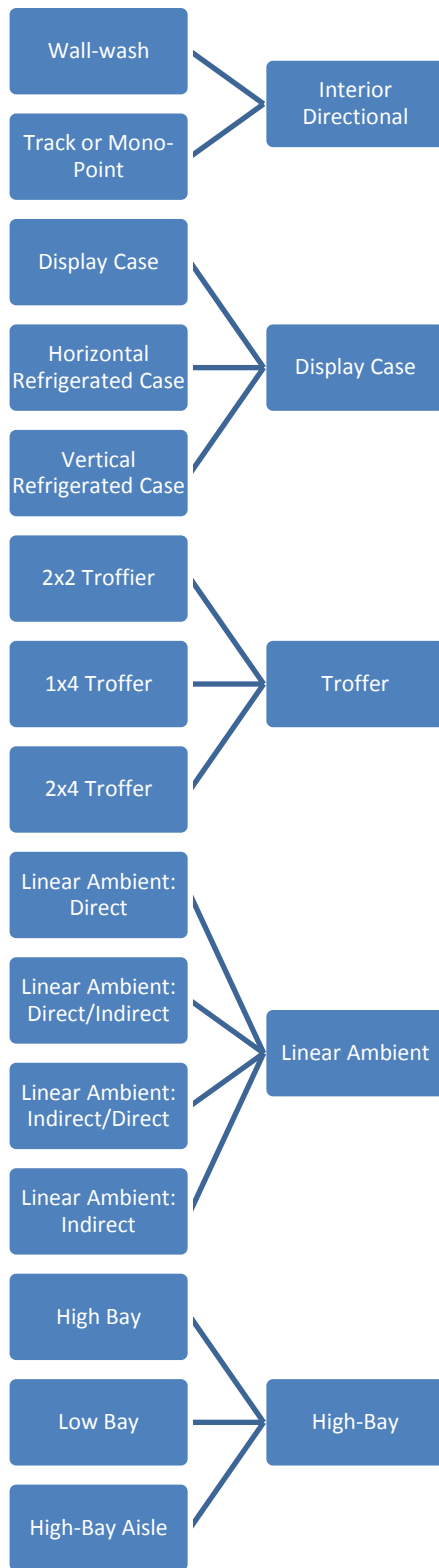 Wall-wash
Interior
Directional
Track or Mono-
Point
Display Case
Horizontal
Refrigerated Case
Display Case
Vertical
Refrigerated Case
2x2 Troffier
1x4 Troffer
Troffer
2x4 Troffer
Linear Ambient:
Direct
Linear Ambient:
Direct/Indirect
Linear Ambient
Linear Ambient:
Indirect/Direct
Linear Ambient:
Indirect
High Bay
Low Bay
High-Bay
High-Bay Aisle